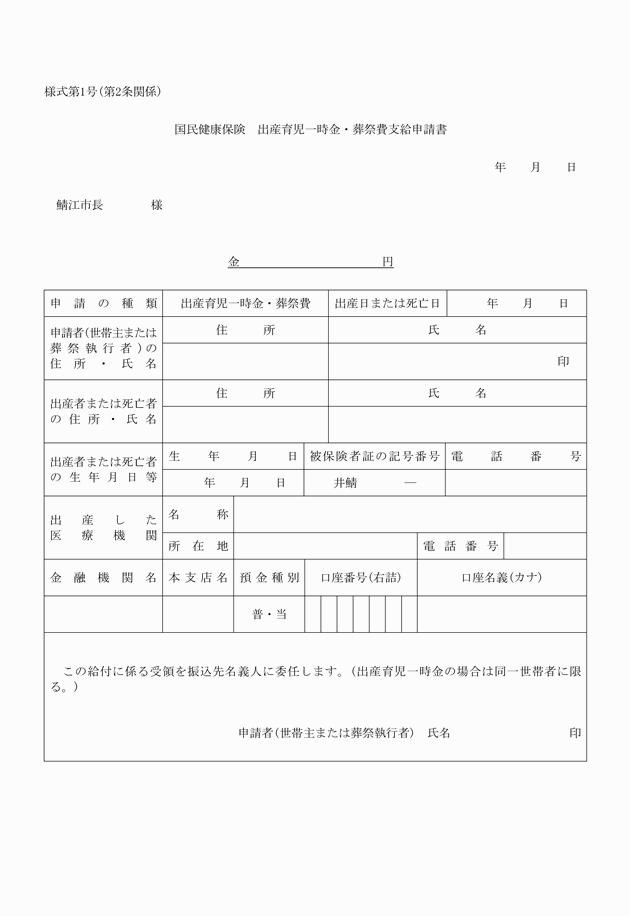 様式第1号(第2条関係)
国民健康保険　出産育児一時金・葬祭費支給申請書
年　　月　　日
鯖江市長　　　　様
金　　　　　　　　　　　　円
申請の種類　出産育児一時金・葬祭費　出産日または死亡日　年　　月　　日
申請者(世帯主または
葬祭執行者)の
住所・氏名
住　　　所　　氏　　　名
印
出産者または死亡者
の住所・氏名
住　　　所　　氏　　　名
出産者または死亡者
の生年月日等
生年月日　被保険者証の記号番号　電話番号
年　　月　　日　井鯖　　　　―
出産した
医療機関
名称
所在地　電話番号
金融機関名　本支店名　預金種別　口座番号(右詰)　口座名義(カナ)
普・当
この給付に係る受領を振込先名義人に委任します。(出産育児一時金の場合は同一世帯者に限
る。)
申請者(世帯主または葬祭執行者)　氏名　　　　　印